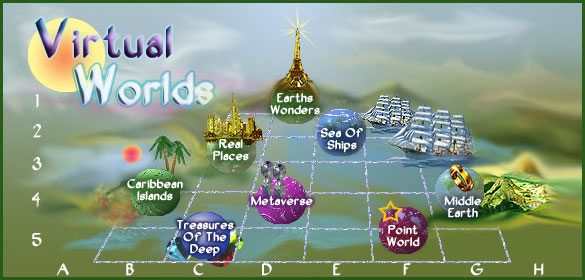 Virtual
Worlds
1
Earths
Wonders
2
Sea Of
Ships
Real
Places
3
Caribbean
Islands
4
Metaverse
Middle
Earth
Treasures
Of The
Deep
Point
World
5
A B C D E F G H